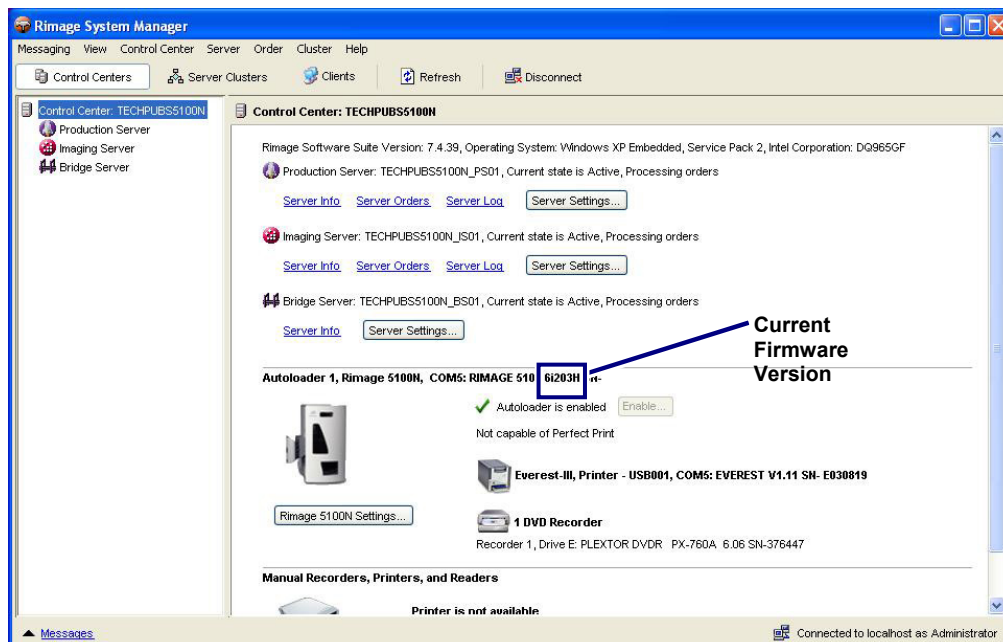 Rimage System Manager
Messaging View Control Center Server Order Cluster Help
Control Centers Server Clusters Clients Refresh Disconnect
Control Center: TECHPUBS5100N
Production Server
Imaging Server
Bridge Server
Control Center: TECHPUBS5100N
Rimage Software Suite Version: 7.4.39, Operating System: Windows XP Embedded, Service Pack 2, Intel Corporation: DQ965GF
Production Server: TECHPUBS5100N_PS01, Current state is Active, Processing orders
Server Info Server Orders Server Log Server Settings...
Imaging Server: TECHPUBS5100N_IS01, Current state is Active, Processing orders
Server Info Server Orders Server Log Server Settings...
Bridge Server: TECHPUBS5100N_BS01, Current state is Active, Processing orders
Server Info Server Settings...
Current
Firmware
Version
Autoloader 1, Rimage 5100N, COM5: RIMAGE 510 6i203H
Autoloader is enabled Enable...
Not capable of Perfect Print
Everest-III, Printer - USB001, COM5: EVEREST V1.11 SN- E030819
Rimage 5100N Settings...
1 DVD Recorder
Recorder 1, Drive E: PLEXTOR DVDR PX-760A 6.06 SN-376447
Manual Recorders, Printers, and Readers
Printer is not available
Messages
Connected to localhost as Administrator